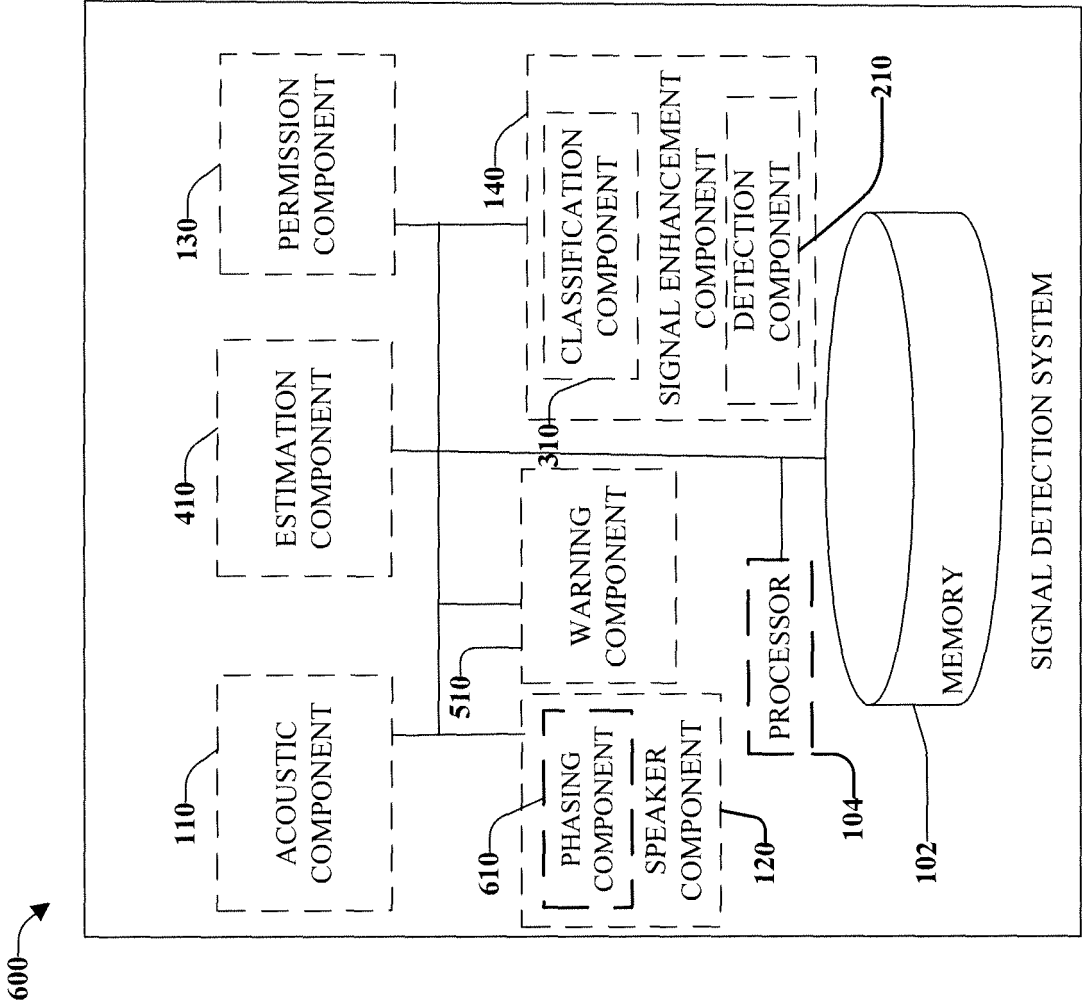 600
110
ACOUSTIC
COMPONENT
410
ESTIMATION
COMPONENT
130
PERMISSION
COMPONENT
610
PHASING
COMPONENT
SPEAKER
COMPONENT
120
510
WARNING
COMPONENT
140
310
CLASSIFICATION
COMPONENT
SIGNAL ENHANCEMENT
COMPONENT
DETECTION
COMPONENT
210
PROCESSOR
104
MEMORY
102
SIGNAL DETECTION SYSTEM